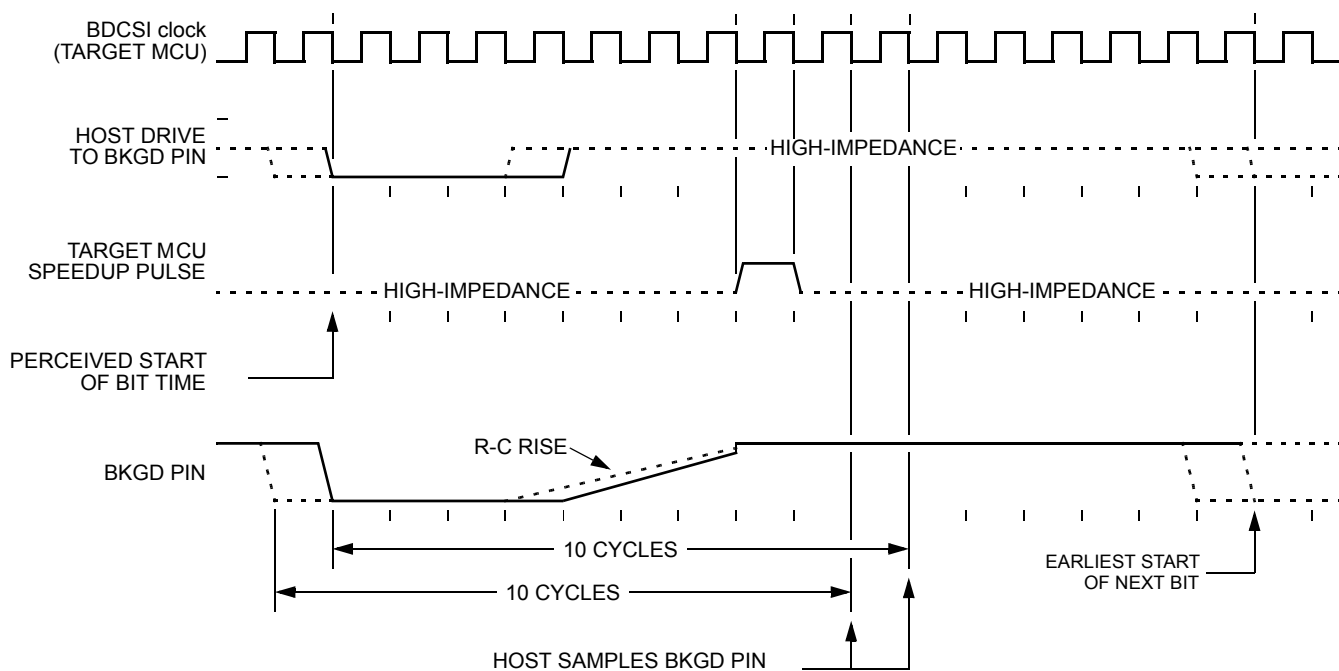 BDCSI clock
(TARGET MCU)
HOST DRIVE
TO BKGD PIN
HIGH-IMPEDANCE
TARGET MCU
SPEEDUP PULSE
HIGH-IMPEDANCE
HIGH-IMPEDANCE
PERCEIVED START
OF BIT TIME
R-C RISE
BKGD PIN
10 CYCLES
EARLIEST START
OF NEXT BIT
10 CYCLES
HOST SAMPLES BKGD PIN